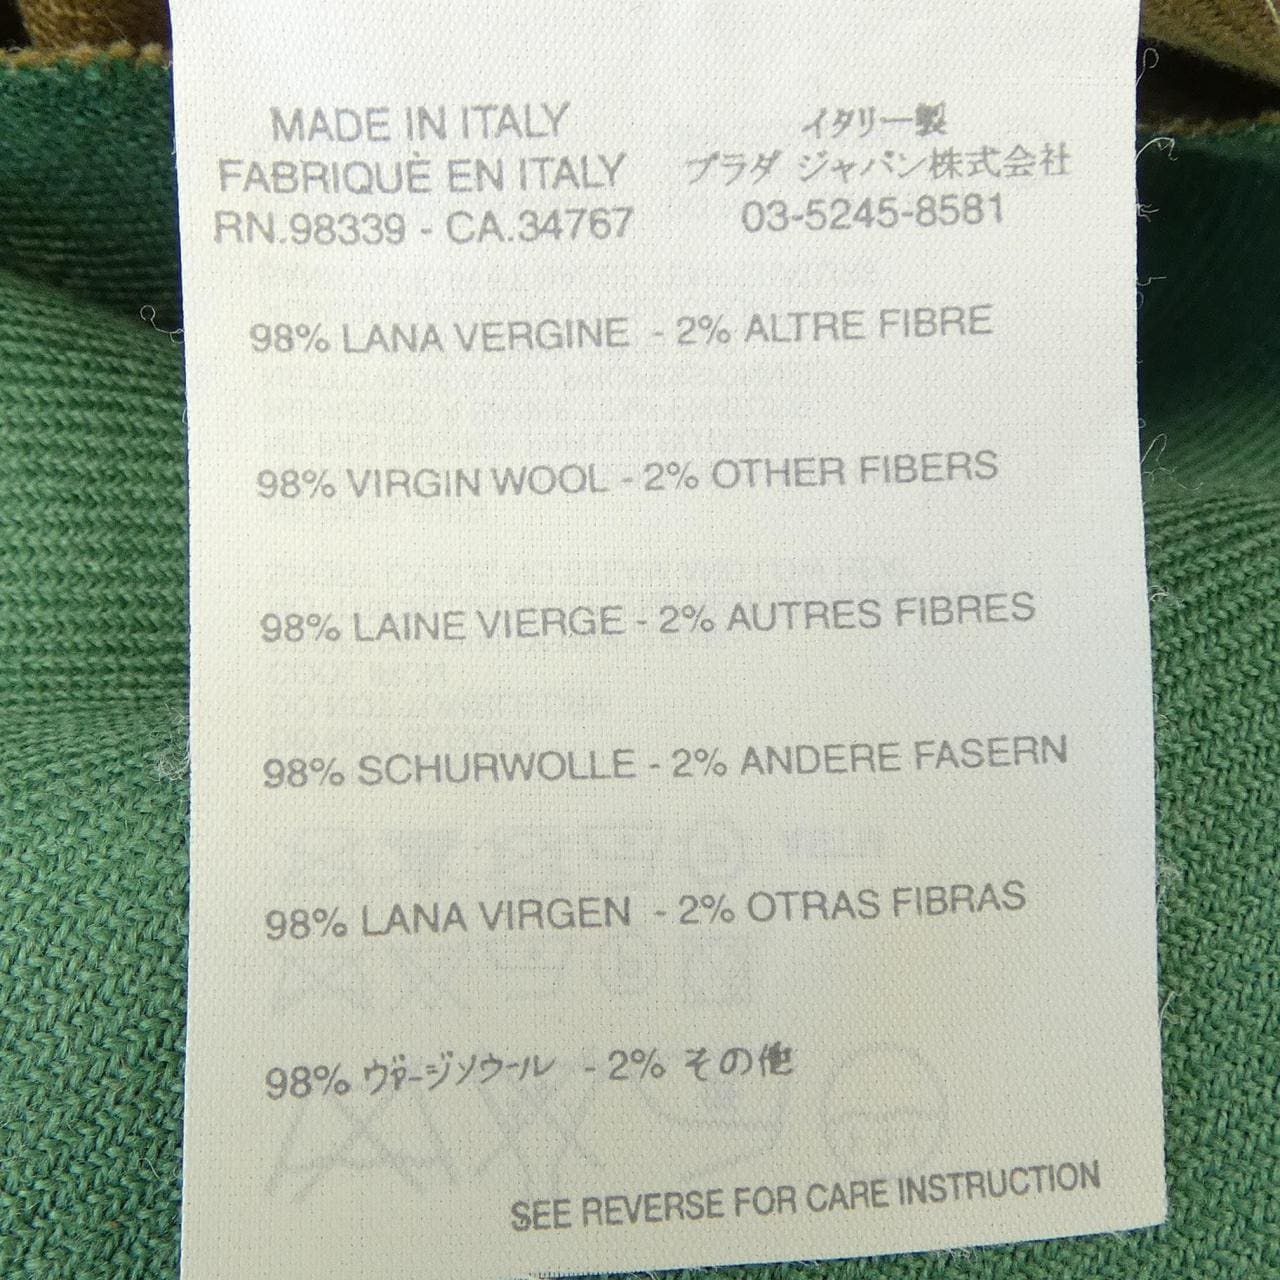 MADE IN ITALY
FABRIQUÈ EN ITALY
RN.98339 - CA.34767
イタリー製
プラダ ジャパン株式会社
03-5245-8581
98% LANA VERGINE - 2% ALTRE FIBRE
98% VIRGIN WOOL - 2% OTHER FIBERS
98% LAINE VIERGE - 2% AUTRES FIBRES
98% SCHURWOLLE - 2% ANDERE FASERN
98% LANA VIRGEN - 2% OTRAS FIBRAS
98% ヴァージンウール - 2% その他
SEE REVERSE FOR CARE INSTRUCTION